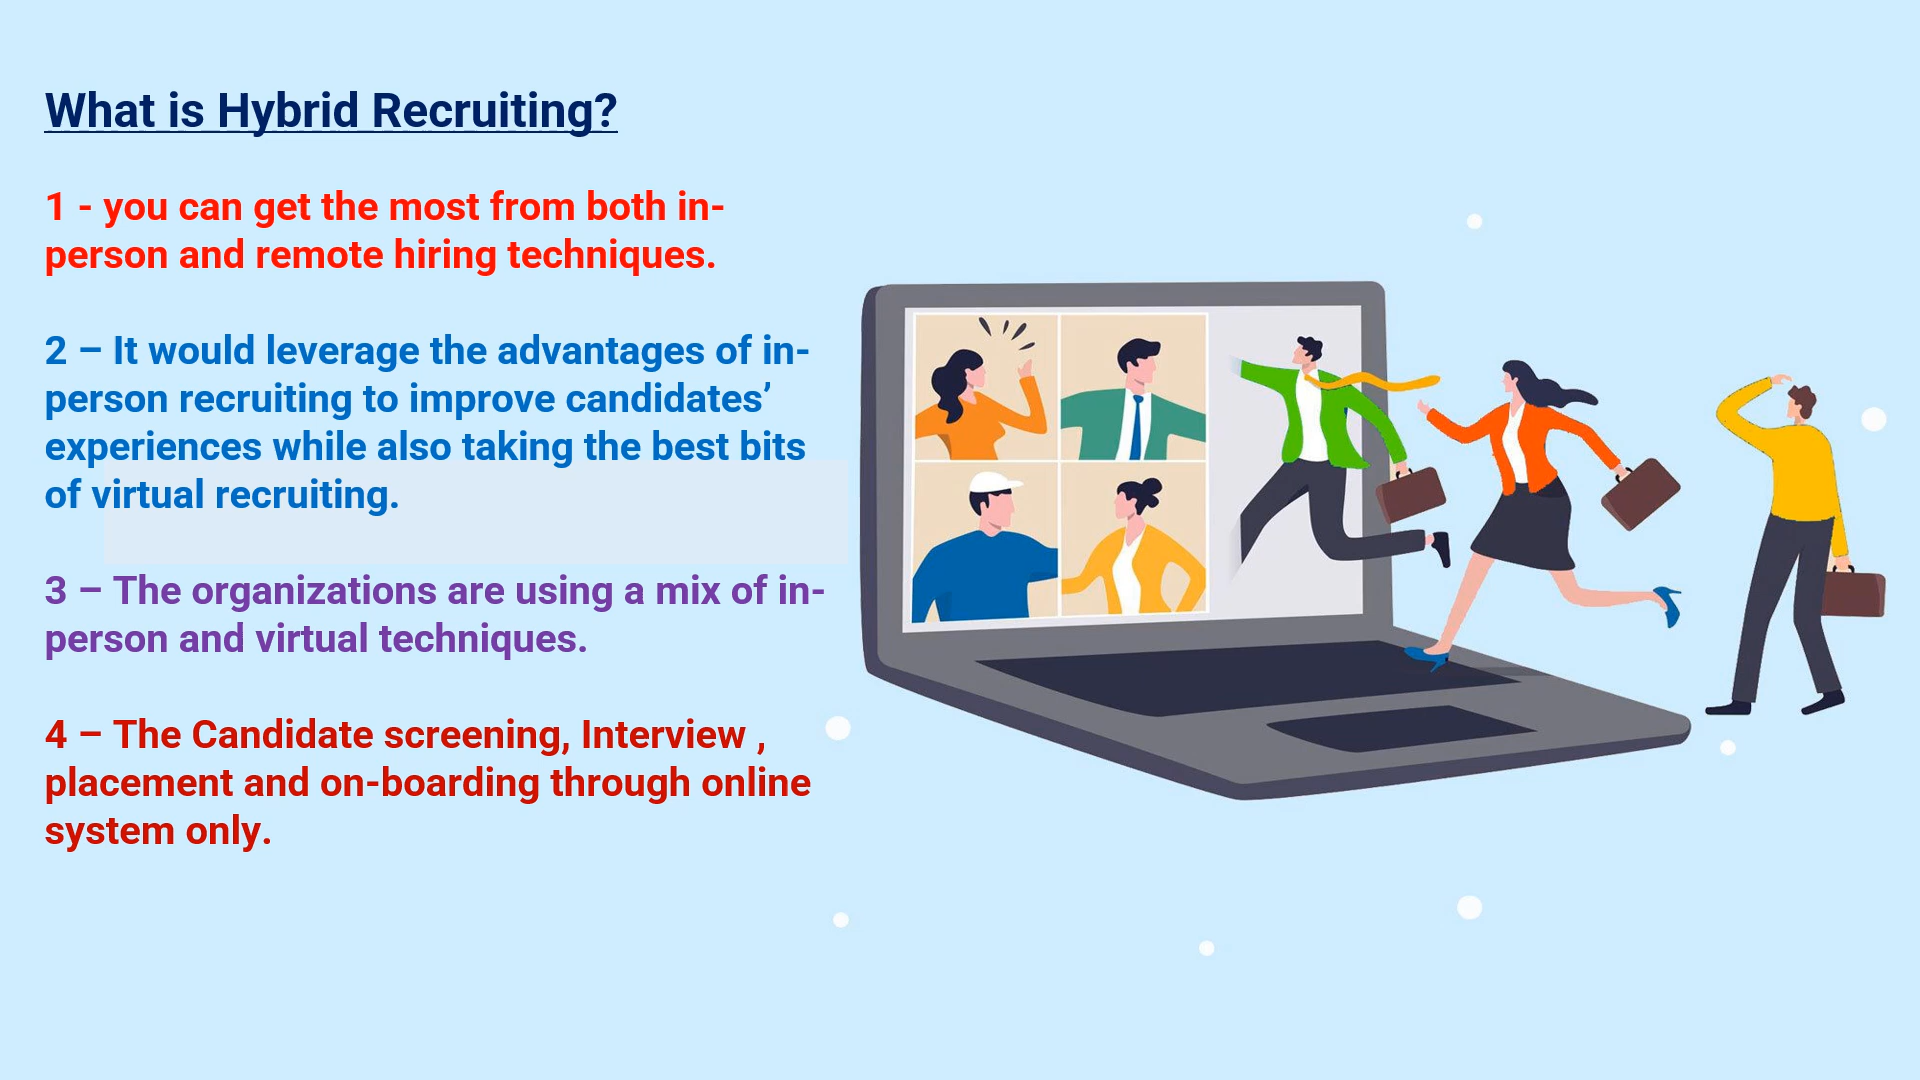 What is Hybrid Recruiting?
1 - you can get the most from both in-
person and remote hiring techniques.
2 – It would leverage the advantages of in-
person recruiting to improve candidates’
experiences while also taking the best bits
of virtual recruiting.
3 – The organizations are using a mix of in-
person and virtual techniques.
4 – The Candidate screening, Interview ,
placement and on-boarding through online
system only.